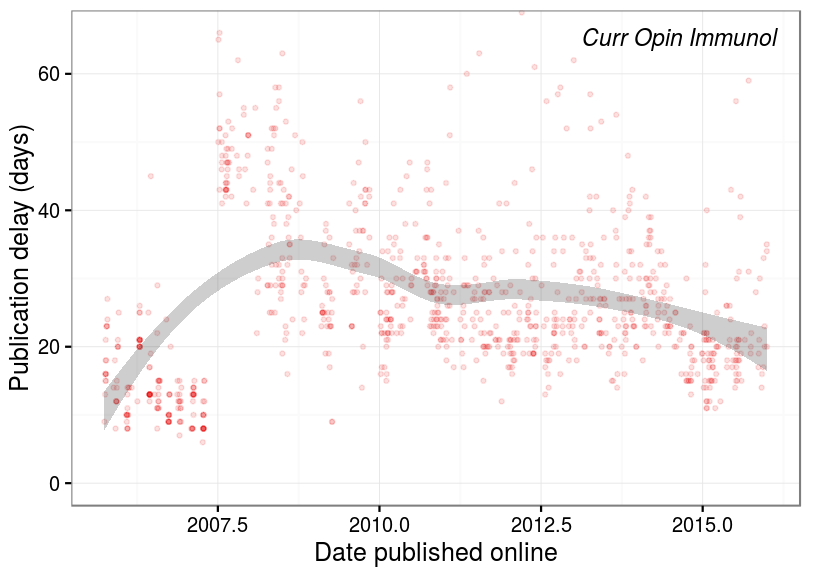 Curr Opin Immunol
Publication delay (days)
60
40
20
0
2007.5 2010.0 2012.5 2015.0
Date published online